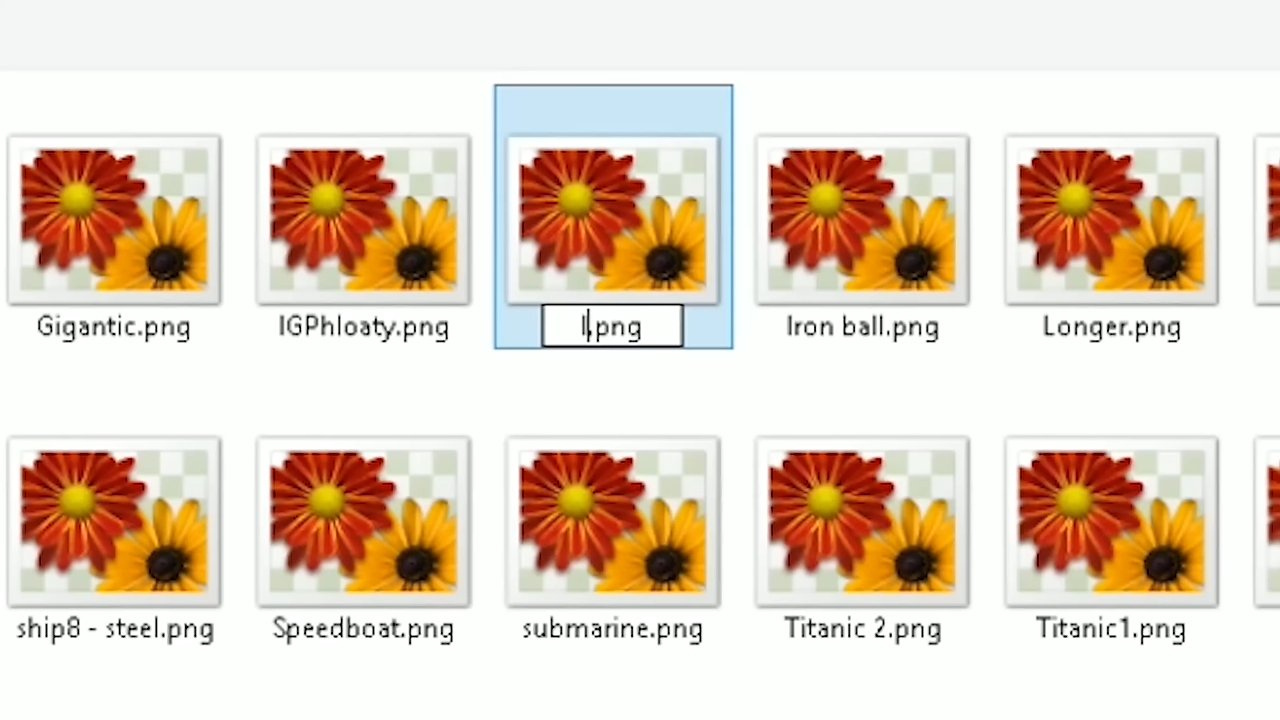 Gigantic.png IGPhloaty.png I.png Iron ball.png Longer.png
ship8 - steel.png Speedboat.png submarine.png Titanic 2.png Titanic1.png